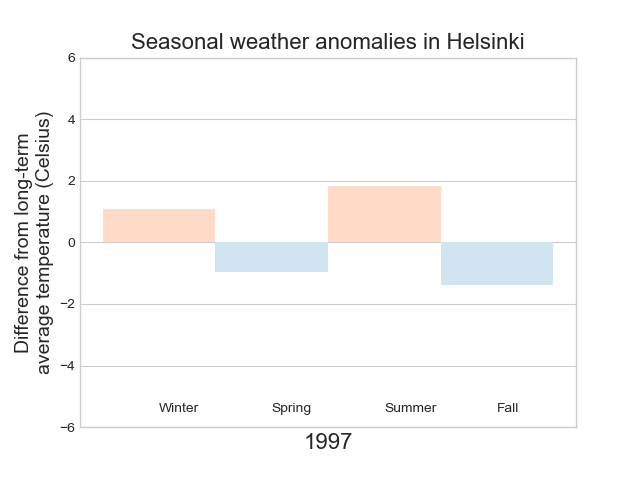 Seasonal weather anomalies in Helsinki
Difference from long-term
average temperature (Celsius)
6
4
2
0
−2
−4
−6
Winter Spring Summer Fall
1997